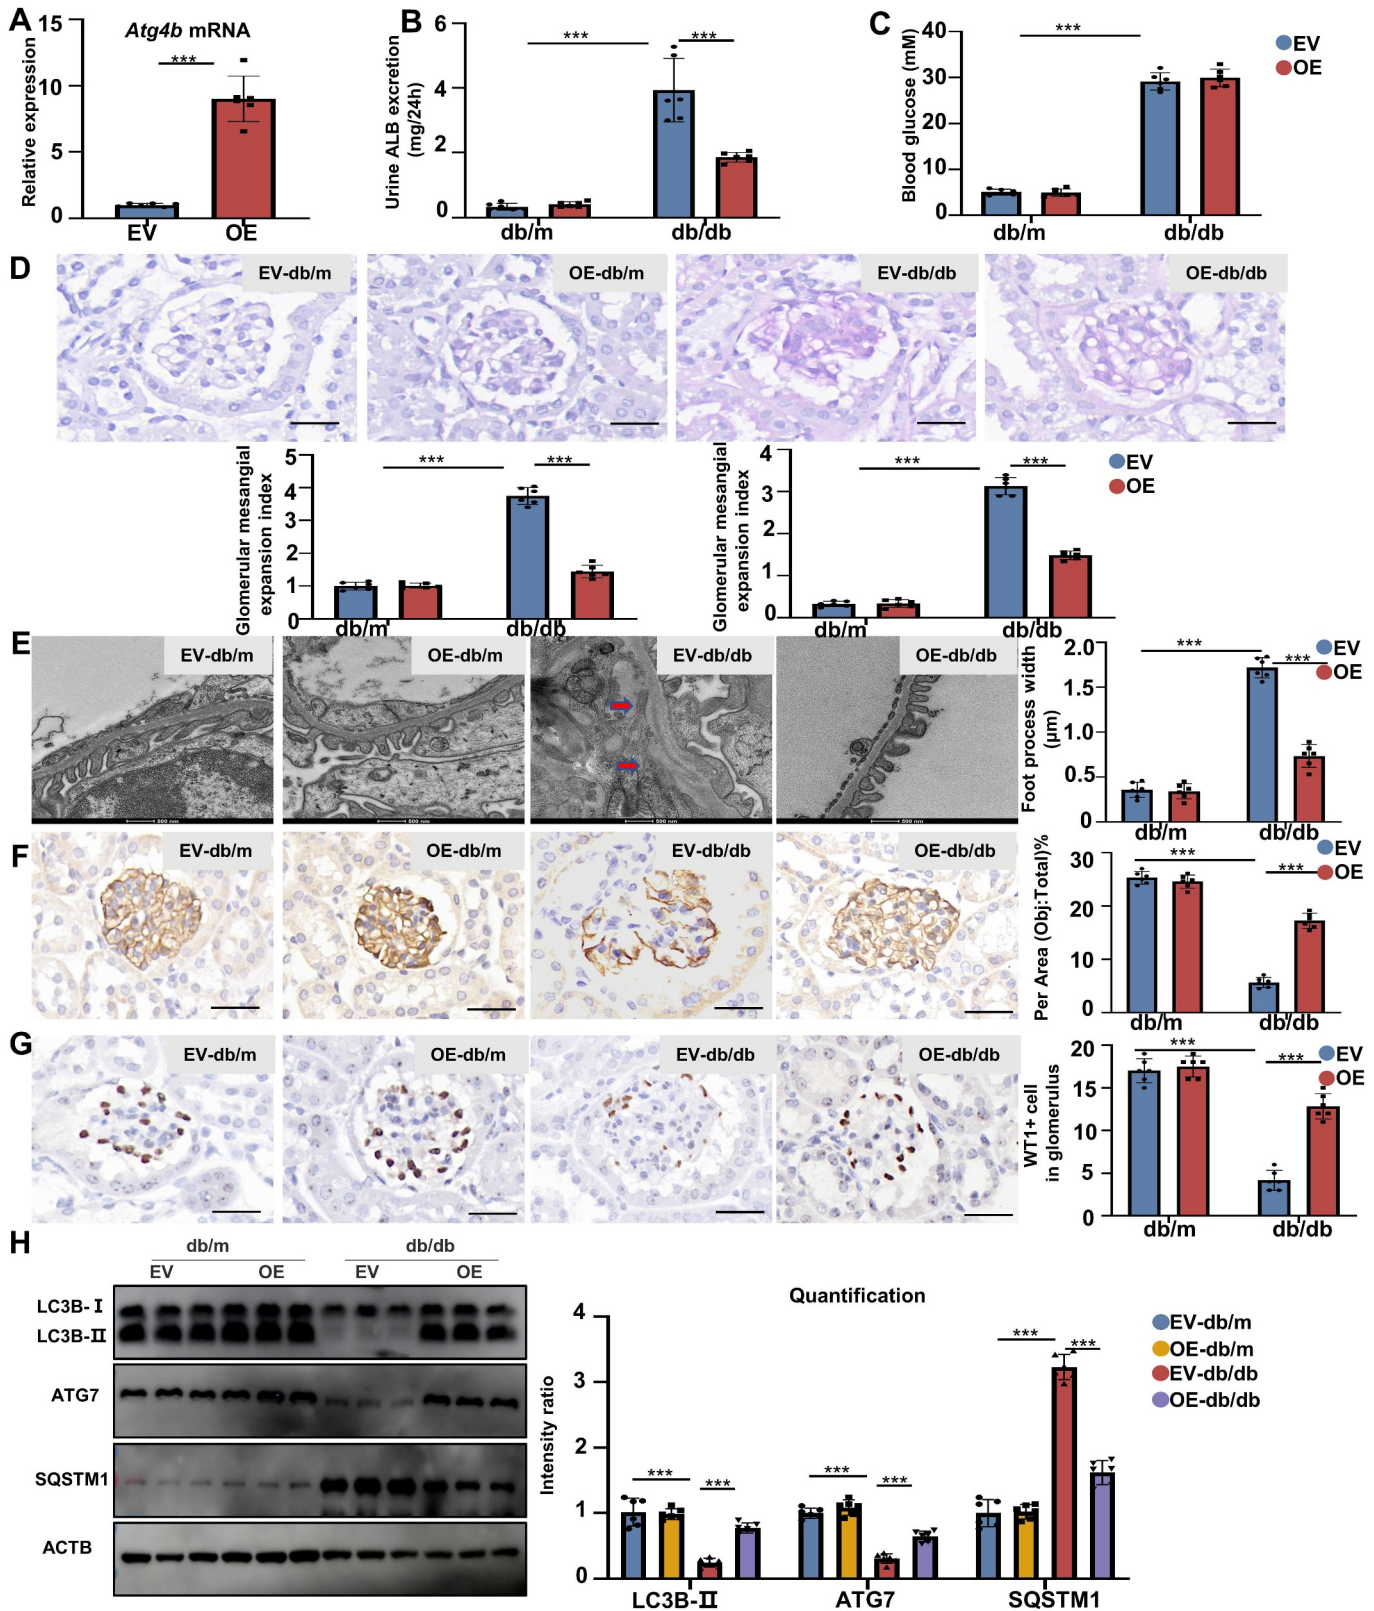 A
Atg4b mRNA
Relative expression
***
15
10
5
0
EV
OE
B
Urine ALB excretion
(mg/24h)
***
***
6
4
2
0
db/m
db/db
C
Blood glucose (mM)
***
40
30
20
10
0
db/m
db/db
EV
OE
D
EV-db/m
OE-db/m
EV-db/db
OE-db/db
Glomerular mesangial
expansion index
***
***
5
4
3
2
1
0
db/m
db/db
Glomerular mesangial
expansion index
***
***
4
3
2
1
0
db/m
db/db
EV
OE
E
EV-db/m
OE-db/m
EV-db/db
OE-db/db
500 nm
500 nm
500 nm
500 nm
Foot process width
(μm)
***
***
2.0
1.5
1.0
0.5
0
db/m
db/db
EV
OE
F
EV-db/m
OE-db/m
EV-db/db
OE-db/db
Per Area (Obj:Total)%
***
***
30
20
10
0
db/m
db/db
EV
OE
G
EV-db/m
OE-db/m
EV-db/db
OE-db/db
WT1+ cell
in glomerulus
***
***
20
15
10
5
0
db/m
db/db
EV
OE
H
db/m
db/db
EV
OE
EV
OE
LC3B-Ⅰ
LC3B-Ⅱ
ATG7
SQSTM1
ACTB
Quantification
Intensity ratio
4
3
2
1
0
***
***
***
***
***
***
LC3B-Ⅱ
ATG7
SQSTM1
EV-db/m
OE-db/m
EV-db/db
OE-db/db